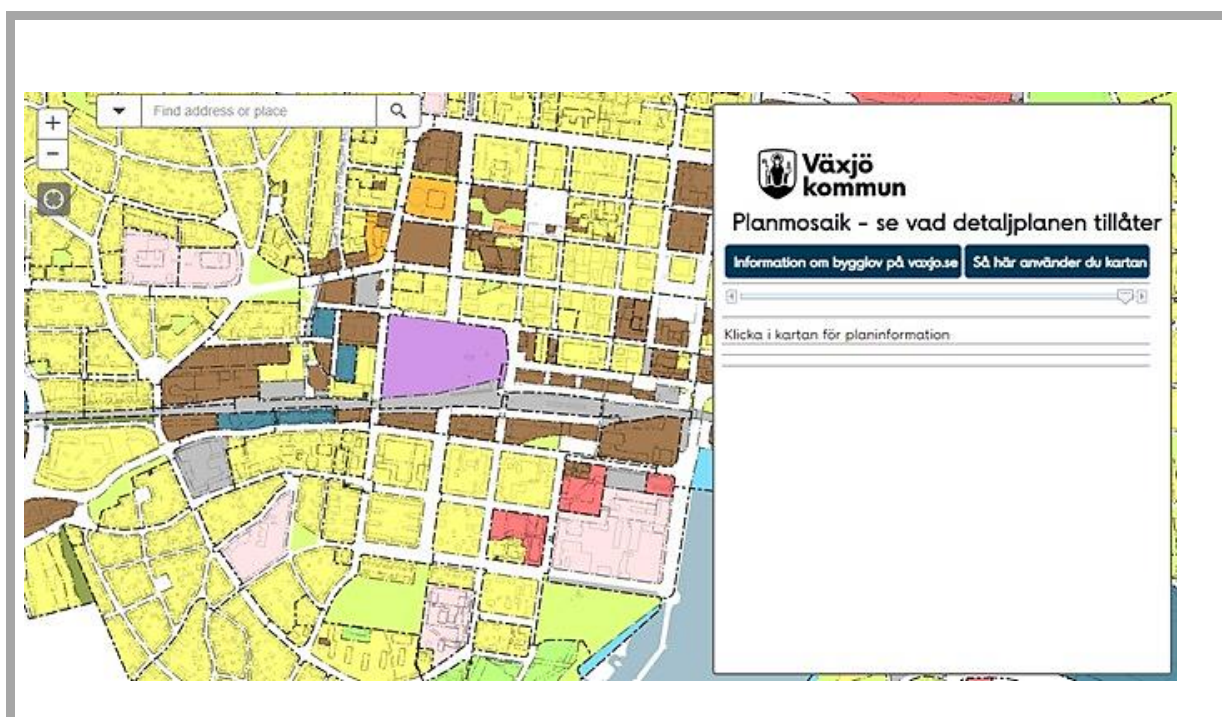 Find address or place
Växjö
kommun
Planmosaik - se vad detaljplanen tillåter
Information om bygglov på vaxjo.se
Så här använder du kartan
Klicka i kartan för planinformation